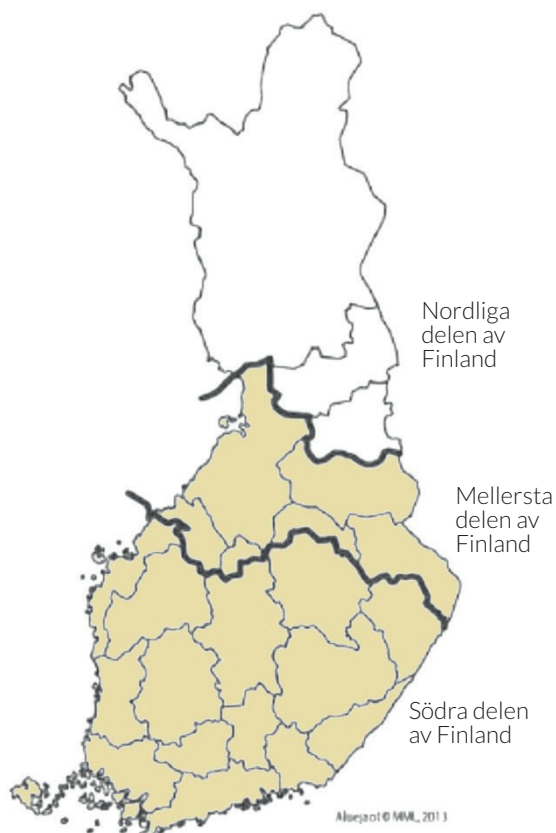 Nordliga
delen av
Finland
Mellersta
delen av
Finland
Södra delen
av Finland
Aluejaot © MML, 2013